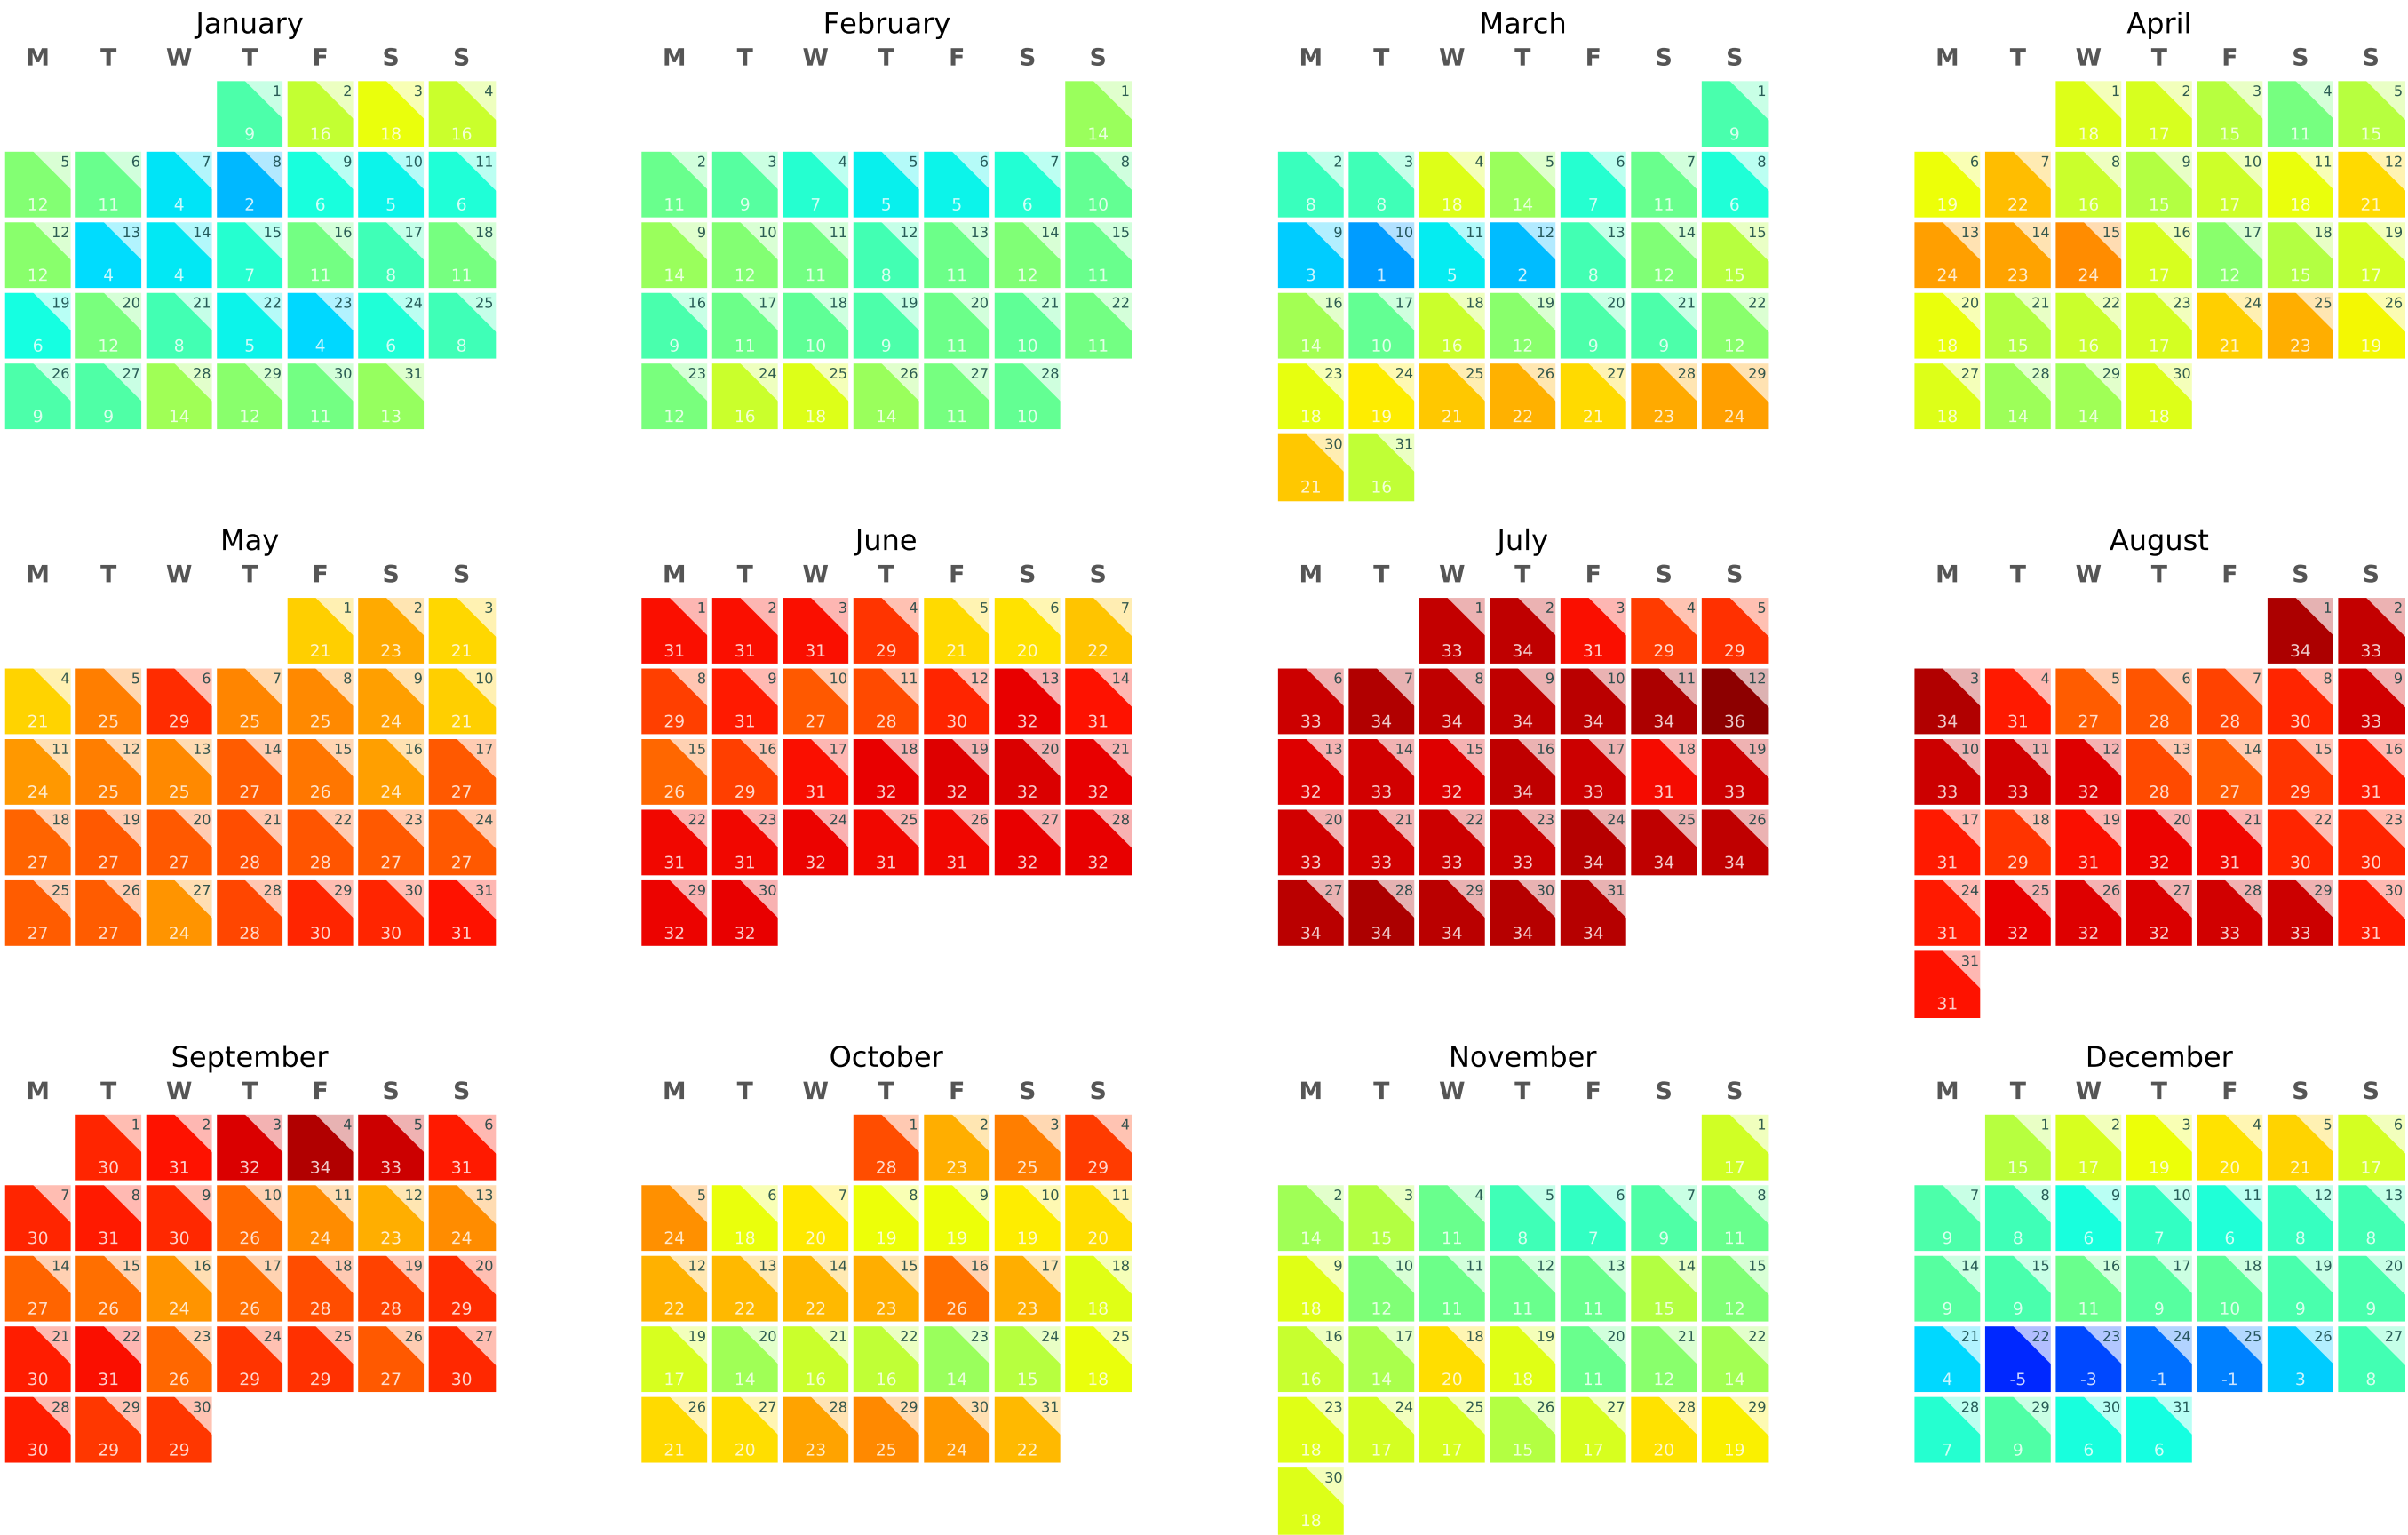 January February March April
M T W T F S S M T W T F S S M T W T F S S M T W T F S S
1 2 3 4 1 1 1 2 3 4 5
9 16 18 16 14 9 18 17 15 11 15
5 6 7 8 9 10 11 2 3 4 5 6 7 8 2 3 4 5 6 7 8 6 7 8 9 10 11 12
12 11 4 2 6 5 6 11 9 7 5 5 6 10 8 8 18 14 7 11 6 19 22 16 15 17 18 21
12 13 14 15 16 17 18 9 10 11 12 13 14 15 9 10 11 12 13 14 15 13 14 15 16 17 18 19
12 4 4 7 11 8 11 14 12 11 8 11 12 11 3 1 5 2 8 12 15 24 23 24 17 12 15 17
19 20 21 22 23 24 25 16 17 18 19 20 21 22 16 17 18 19 20 21 22 20 21 22 23 24 25 26
6 12 8 5 4 6 8 9 11 10 9 11 10 11 14 10 16 12 9 9 12 18 15 16 17 21 23 19
26 27 28 29 30 31 23 24 25 26 27 28 23 24 25 26 27 28 29 27 28 29 30
9 9 14 12 11 13 12 16 18 14 11 10 18 19 21 22 21 23 24 18 14 14 18
30 31
21 16
May June July August
M T W T F S S M T W T F S S M T W T F S S M T W T F S S
1 2 3 1 2 3 4 5 6 7 1 2 3 4 5 1 2
21 23 21 31 31 31 29 21 20 22 33 34 31 29 29 34 33
4 5 6 7 8 9 10 8 9 10 11 12 13 14 6 7 8 9 10 11 12 3 4 5 6 7 8 9
21 25 29 25 25 24 21 29 31 27 28 30 32 31 33 34 34 34 34 34 36 34 31 27 28 28 30 33
11 12 13 14 15 16 17 15 16 17 18 19 20 21 13 14 15 16 17 18 19 10 11 12 13 14 15 16
24 25 25 27 26 24 27 26 29 31 32 32 32 32 32 33 32 34 33 31 33 33 33 32 28 27 29 31
18 19 20 21 22 23 24 22 23 24 25 26 27 28 20 21 22 23 24 25 26 17 18 19 20 21 22 23
27 27 27 28 28 27 27 31 31 32 31 31 32 32 33 33 33 33 34 34 34 31 29 31 32 31 30 30
25 26 27 28 29 30 31 29 30 27 28 29 30 31 24 25 26 27 28 29 30
27 27 24 28 30 30 31 32 32 34 34 34 34 34 31 32 32 32 33 33 31
31
31
September October November December
M T W T F S S M T W T F S S M T W T F S S M T W T F S S
1 2 3 4 5 6 1 2 3 4 1 1 2 3 4 5 6
30 31 32 34 33 31 28 23 25 29 17 15 17 19 20 21 17
7 8 9 10 11 12 13 5 6 7 8 9 10 11 2 3 4 5 6 7 8 7 8 9 10 11 12 13
30 31 30 26 24 23 24 24 18 20 19 19 19 20 14 15 11 8 7 9 11 9 8 6 7 6 8 8
14 15 16 17 18 19 20 12 13 14 15 16 17 18 9 10 11 12 13 14 15 14 15 16 17 18 19 20
27 26 24 26 28 28 29 22 22 22 23 26 23 18 18 12 11 11 11 15 12 9 9 11 9 10 9 9
21 22 23 24 25 26 27 19 20 21 22 23 24 25 16 17 18 19 20 21 22 21 22 23 24 25 26 27
30 31 26 29 29 27 30 17 14 16 16 14 15 18 16 14 20 18 11 12 14 4 -5 -3 -1 -1 3 8
28 29 30 26 27 28 29 30 31 23 24 25 26 27 28 29 28 29 30 31
30 29 29 21 20 23 25 24 22 18 17 17 15 17 20 19 7 9 6 6
30
18